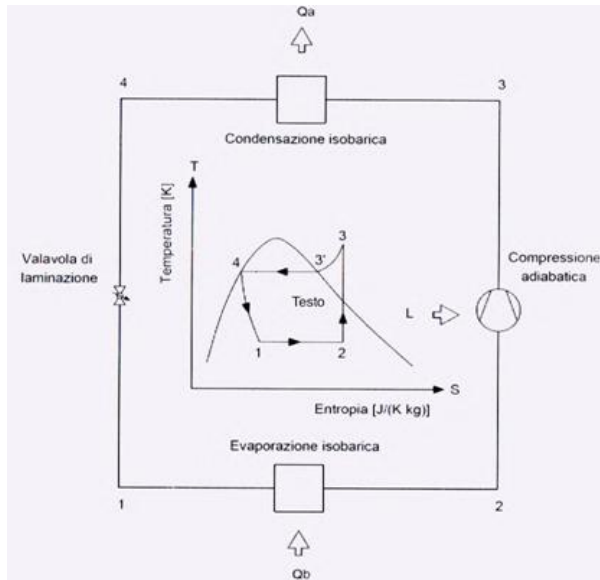 Qa
4
3
Condensazione isobarica
T
Temperatura [K]
3
4
3'
Valavola di
laminazione
Compressione
adiabatica
Testo
L
1
2
S
Entropia [J/(K kg)]
Evaporazione isobarica
1
2
Qb